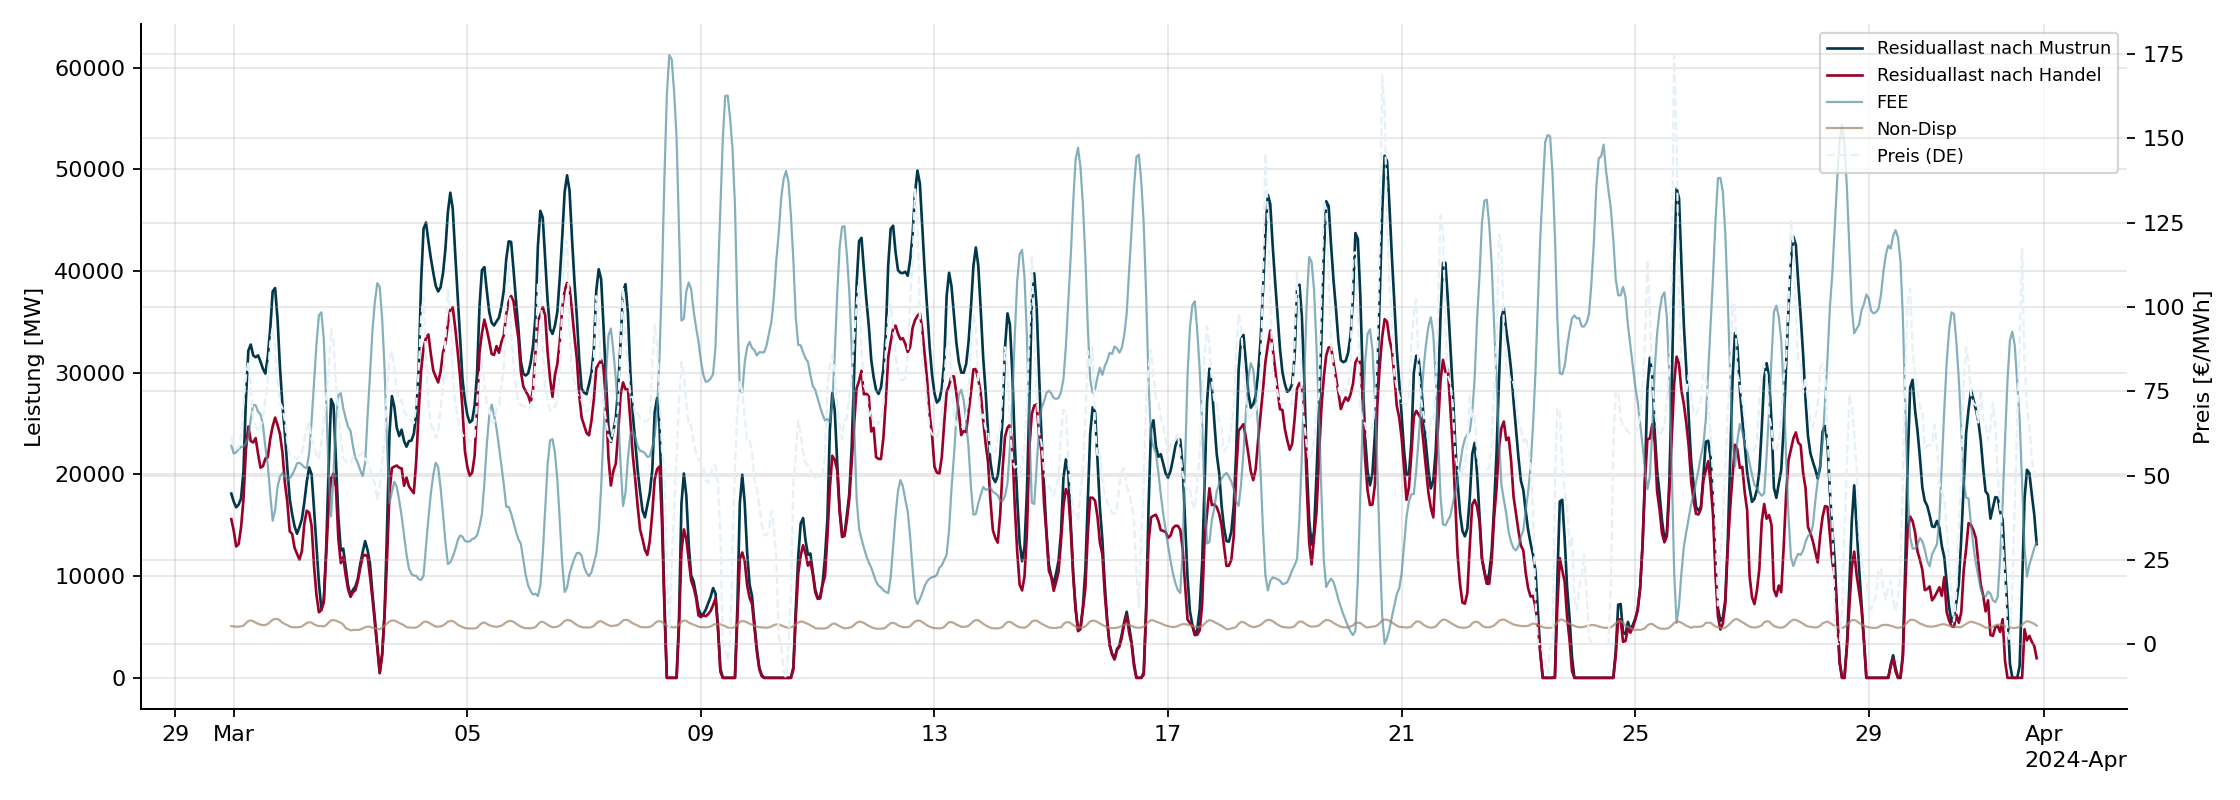 Leistung [MW]
60000
50000
40000
30000
20000
10000
0
Residuallast nach Mustrun
Residuallast nach Handel
FEE
Non-Disp
Preis (DE)
175
150
125
100
75
50
25
0
Preis [€/MWh]
29 Mar 05 09 13 17 21 25 29 Apr
2024-Apr